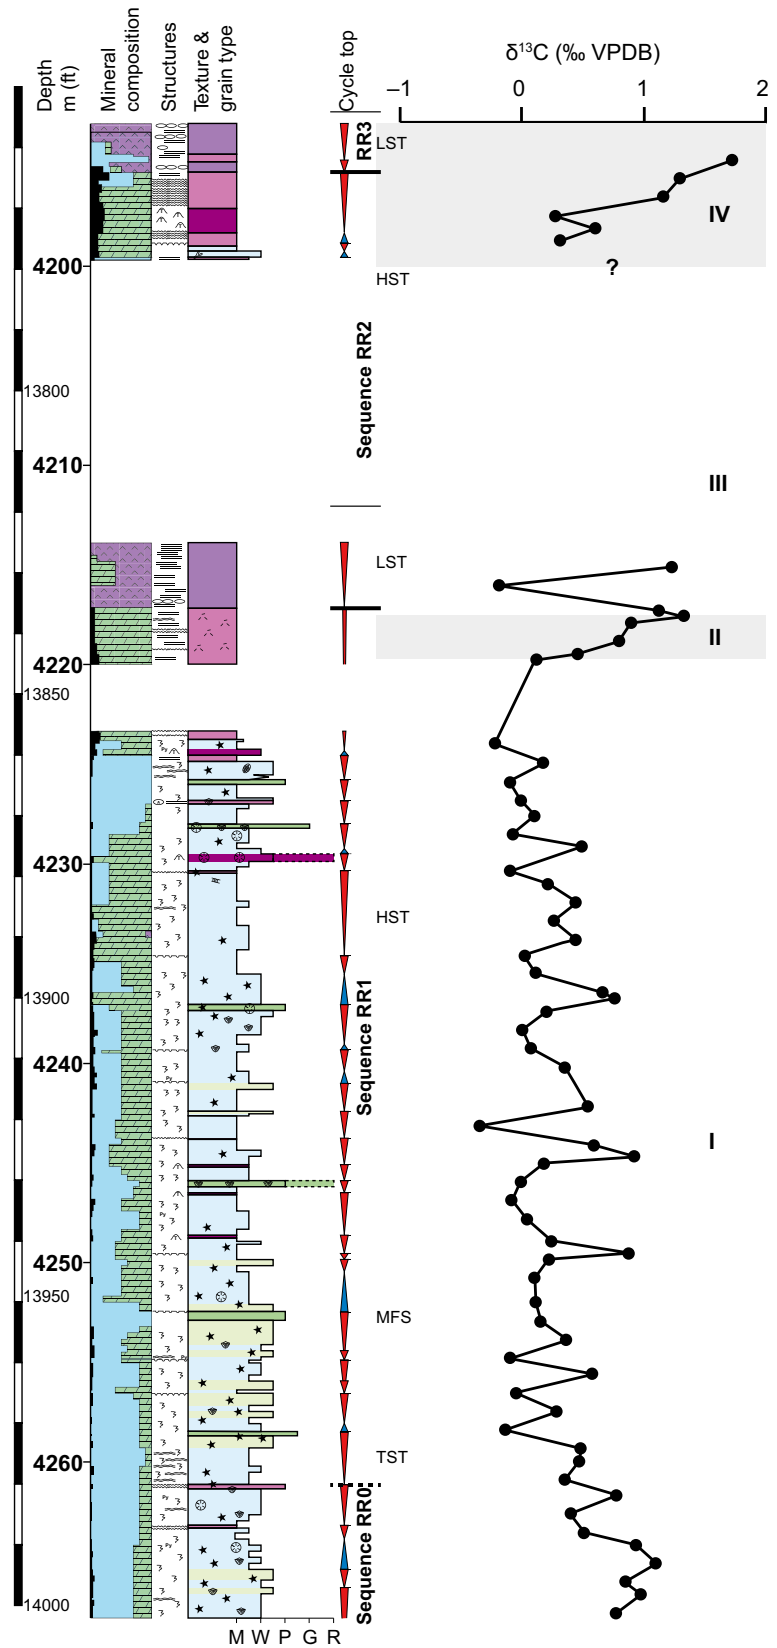 Depth
m (ft)
Mineral
composition
Structures
Texture &
grain type
Cycle top
δ¹³C (‰ VPDB)
–1 0 1 2
LST
RR3
IV
4200
?
HST
13800
Sequence RR2
4210
III
LST
II
4220
13850
4230
HST
Sequence RR1
13900
4240
I
4250
13950
MFS
4260
TST
Sequence RR0
14000
M W P G R